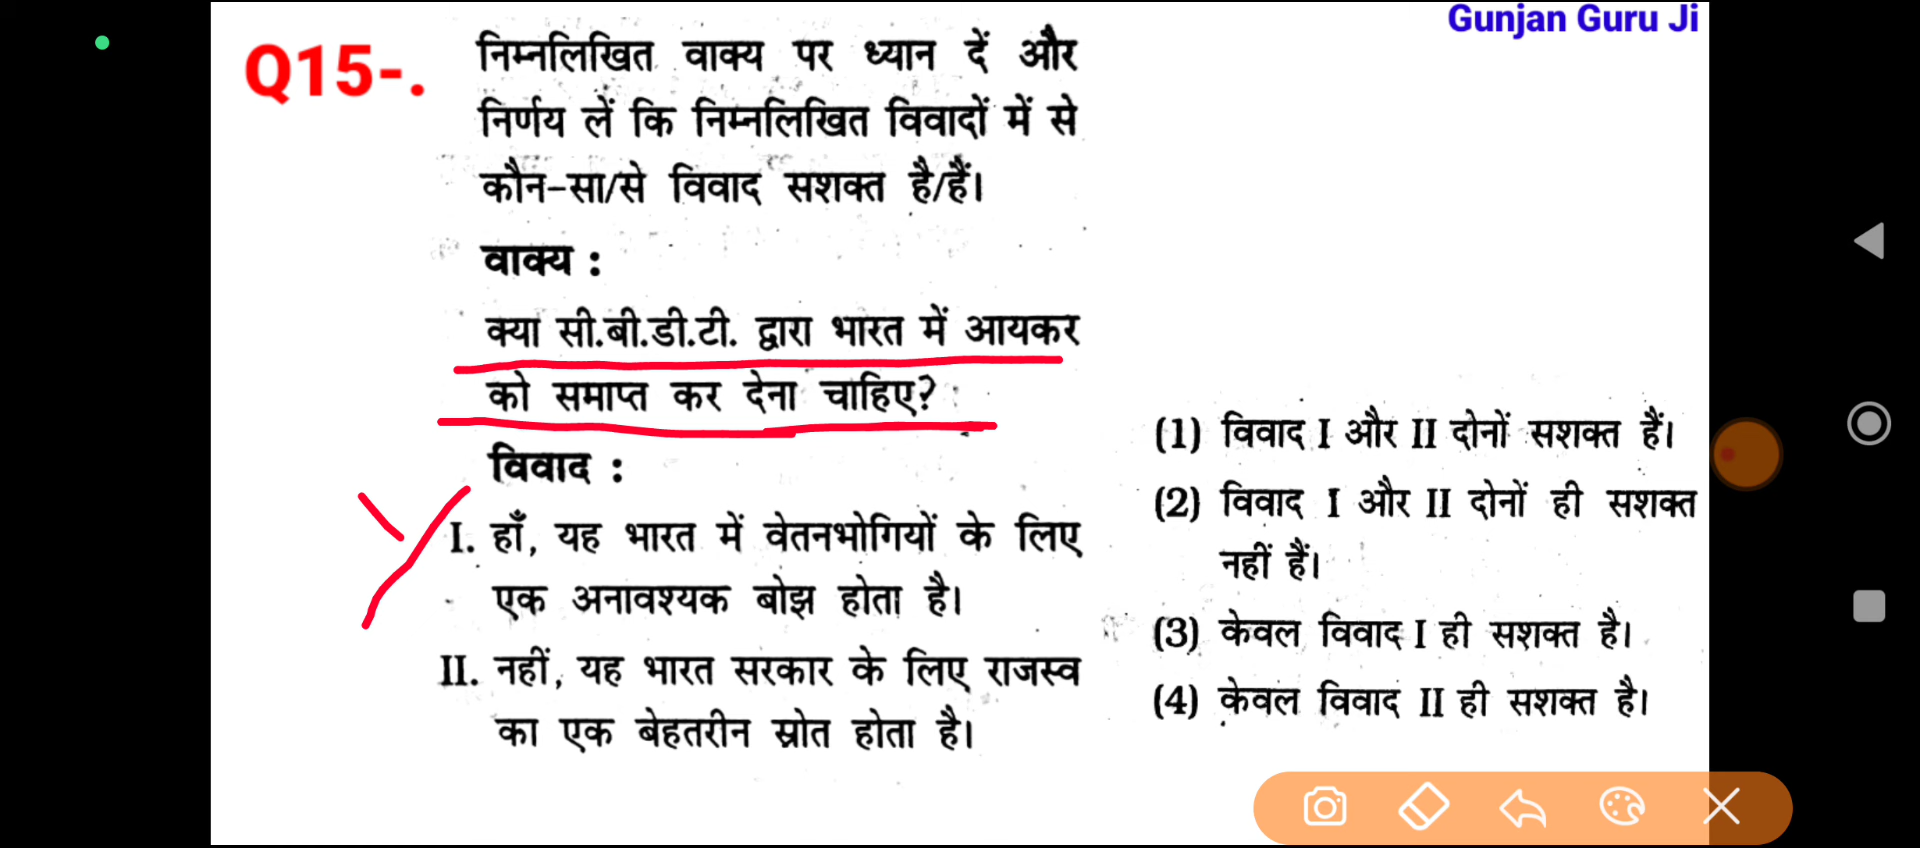 Gunjan Guru Ji
Q15-.
निम्नलिखित वाक्य पर ध्यान दें और
निर्णय लें कि निम्नलिखित विवादों में से
कौन-सा/से विवाद सशक्त है/हैं।
वाक्य :
क्या सी.बी.डी.टी. द्वारा भारत में आयकर
को समाप्त कर देना चाहिए?
विवाद :
I. हाँ, यह भारत में वेतनभोगियों के लिए
एक अनावश्यक बोझ होता है।
II. नहीं, यह भारत सरकार के लिए राजस्व
का एक बेहतरीन स्रोत होता है।
(1) विवाद I और II दोनों सशक्त हैं।
(2) विवाद I और II दोनों ही सशक्त
नहीं हैं।
(3) केवल विवाद I ही सशक्त है।
(4) केवल विवाद II ही सशक्त है।